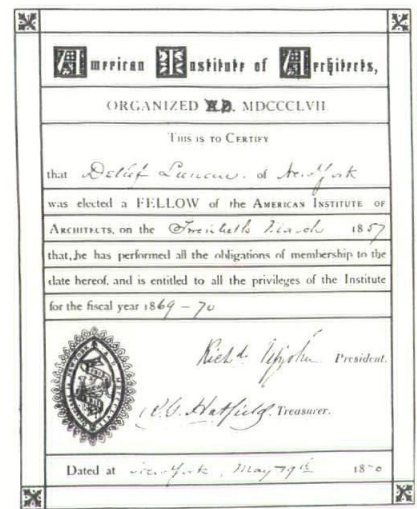 American Institute of Architects,
ORGANIZED A.D. MDCCCLVII
THIS IS TO CERTIFY
that Detlef Lienau of New York
was elected a FELLOW of the AMERICAN INSTITUTE OF
ARCHITECTS, on the Twentieth March 1857
that, he has performed all the obligations of membership to the
date hereof, and is entitled to all the privileges of the Institute
for the fiscal year 1869-70
Richd. Upjohn President.
R.G. Hatfield, Treasurer.
Dated at New York, May 19th 1870